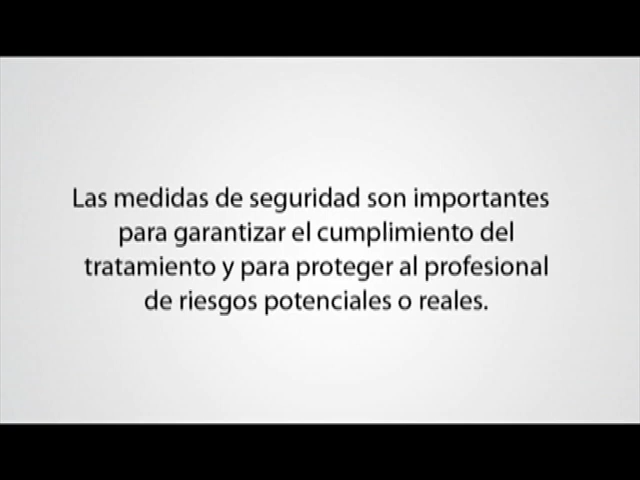 Las medidas de seguridad son importantes
para garantizar el cumplimiento del
tratamiento y para proteger al profesional
de riesgos potenciales o reales.